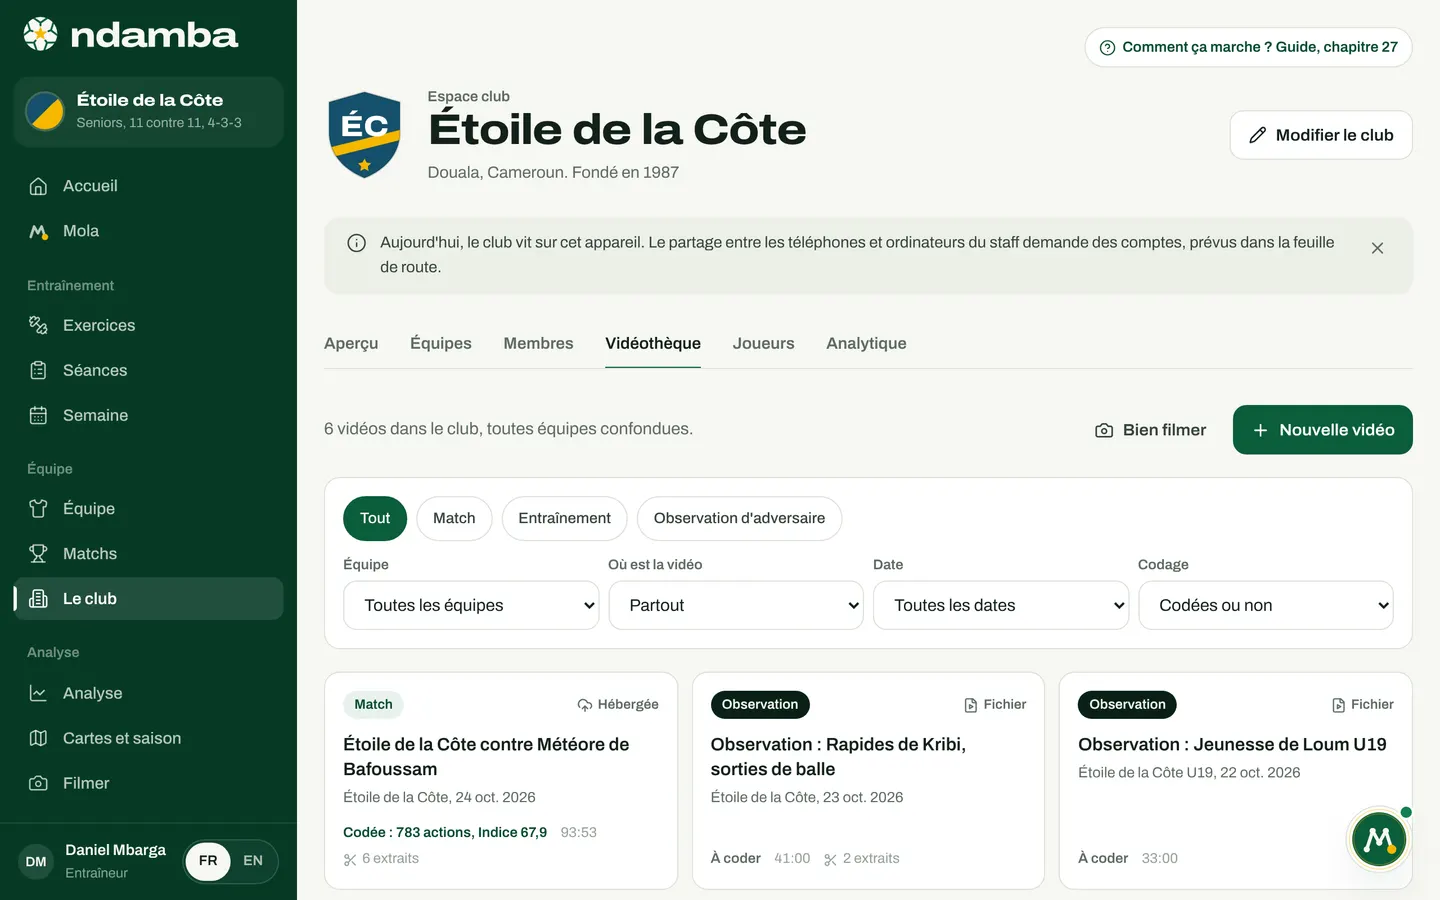 ndamba
Étoile de la Côte
Seniors, 11 contre 11, 4-3-3
Accueil
Mola
Entraînement
Exercices
Séances
Semaine
Équipe
Équipe
Matchs
Le club
Analyse
Analyse
Cartes et saison
Filmer
DM
Daniel Mbarga
Entraîneur
FR
EN
Comment ça marche ? Guide, chapitre 27
ÉC
Espace club
Étoile de la Côte
Douala, Cameroun. Fondé en 1987
Modifier le club
Aujourd'hui, le club vit sur cet appareil. Le partage entre les téléphones et ordinateurs du staff demande des comptes, prévus dans la feuille
de route.
Aperçu
Équipes
Membres
Vidéothèque
Joueurs
Analytique
6 vidéos dans le club, toutes équipes confondues.
Bien filmer
Nouvelle vidéo
Tout
Match
Entraînement
Observation d'adversaire
Équipe
Où est la vidéo
Date
Codage
Toutes les équipes
Partout
Toutes les dates
Codées ou non
Match
Hébergée
Étoile de la Côte contre Météore de
Bafoussam
Étoile de la Côte, 24 oct. 2026
Codée : 783 actions, Indice 67,9 93:53
6 extraits
Observation
Fichier
Observation : Rapides de Kribi,
sorties de balle
Étoile de la Côte, 23 oct. 2026
À coder 41:00 2 extraits
Observation
Fichier
Observation : Jeunesse de Loum U19
Étoile de la Côte U19, 22 oct. 2026
À coder 33:00